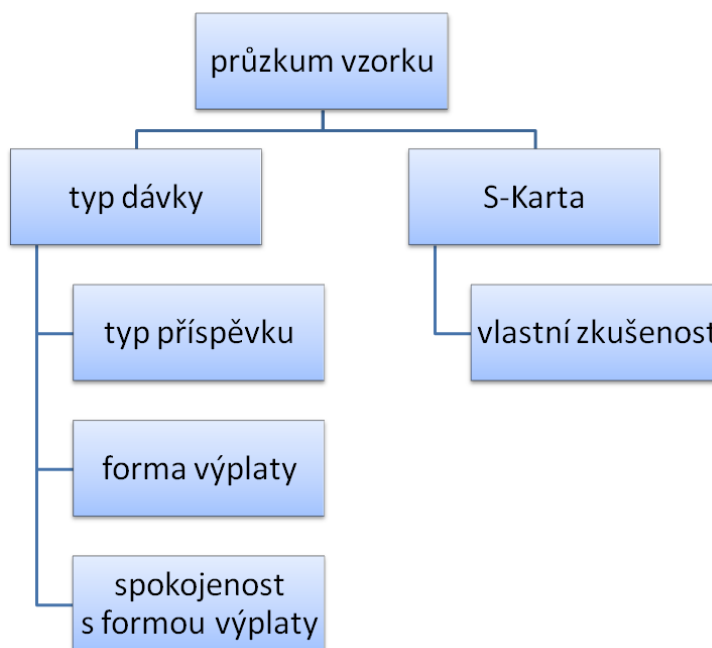 průzkum vzorku
typ dávky
S-Karta
typ příspěvku
vlastní zkušenost
forma výplaty
spokojenost
s formou výplaty